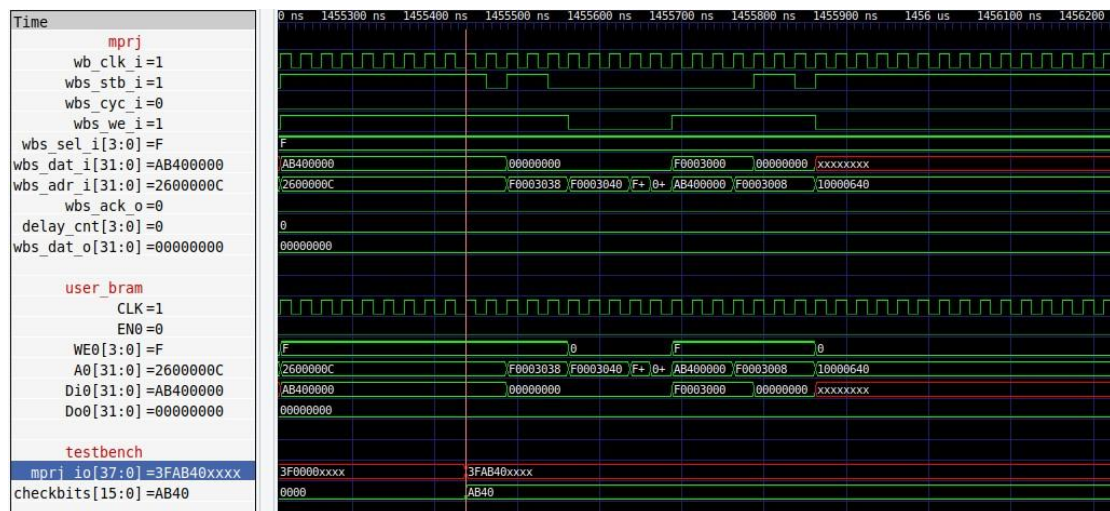 Time
0 ns 1455300 ns 1455400 ns 1455500 ns 1455600 ns 1455700 ns 1455800 ns 1455900 ns 1456 us 1456100 ns 1456200
mprj
wb_clk_i=1
wbs_stb_i=1
wbs_cyc_i=0
wbs_we_i=1
wbs_sel_i[3:0]=F F
wbs_dat_i[31:0]=AB400000 AB400000 00000000 F0003000 00000000 xxxxxxxx
wbs_adr_i[31:0]=2600000C 2600000C F0003038 F0003040 F+ 0+ AB400000 F0003008 10000640
wbs_ack_o=0
delay_cnt[3:0]=0 0
wbs_dat_o[31:0]=00000000 00000000
user_bram
CLK=1
EN0=0
WE0[3:0]=F F 0 F 0
A0[31:0]=2600000C 2600000C F0003038 F0003040 F+ 0+ AB400000 F0003008 10000640
Di0[31:0]=AB400000 AB400000 00000000 F0003000 00000000 xxxxxxxx
Do0[31:0]=00000000 00000000
testbench
mprj_io[37:0]=3FAB40xxxx 3F0000xxxx 3FAB40xxxx
checkbits[15:0]=AB40 0000 AB40